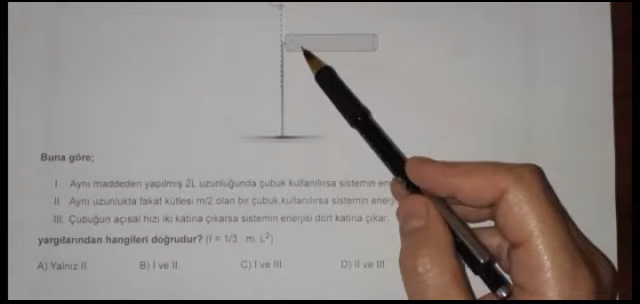 Buna göre;
I. Aynı maddeden yapılmış 2L uzunluğunda çubuk kullanılırsa sistemin en
II. Aynı uzunlukta fakat kütlesi m/2 olan bir çubuk kullanılırsa sistemin enerj
III. Çubuğun açısal hızı iki katına çıkarsa sistemin enerjisi dört katına çıkar.
yargılarından hangileri doğrudur? (I = 1/3 . m. L²)
A) Yalnız II B) I ve II C) I ve III D) II ve III